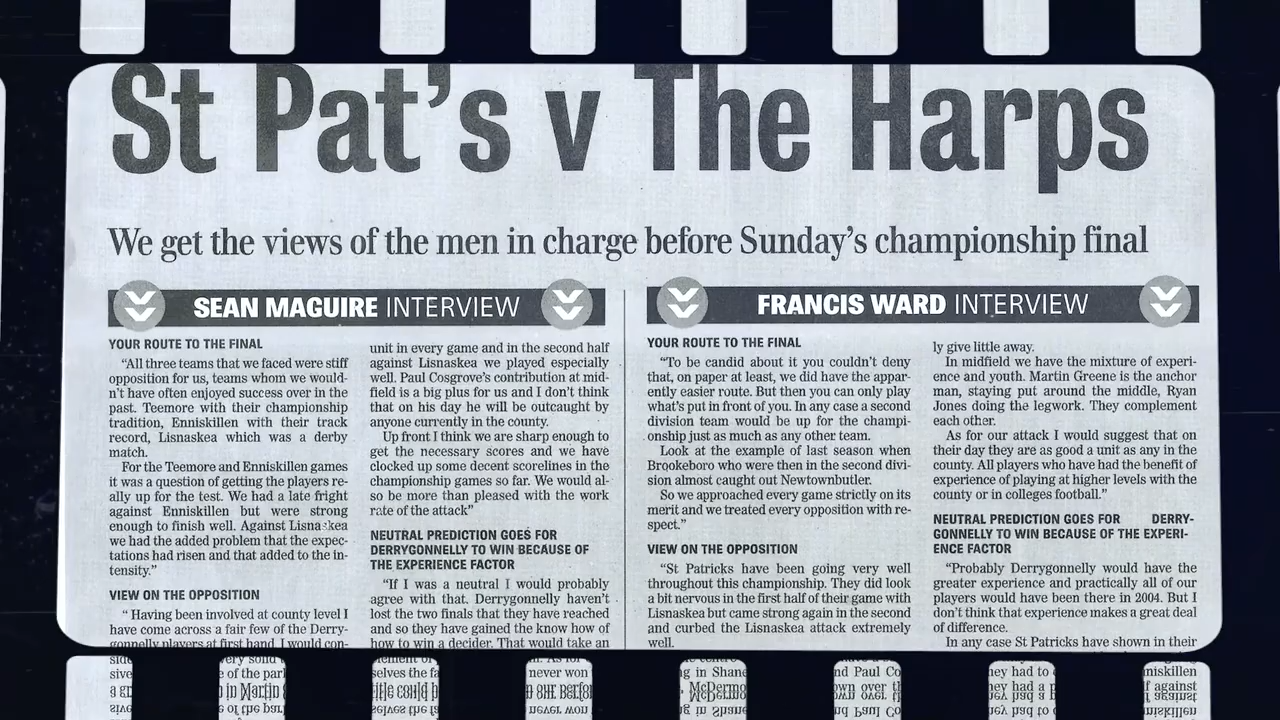 St Pat's v The Harps
We get the views of the men in charge before Sunday's championship final
SEAN MAGUIRE INTERVIEW
YOUR ROUTE TO THE FINAL
"All three teams that we faced were stiff
opposition for us, teams whom we would-
n't have often enjoyed success over in the
past. Teemore with their championship
tradition, Enniskillen with their track
record, Lisnaskea which was a derby
match.
For the Teemore and Enniskillen games
it was a question of getting the players re-
ally up for the test. We had a late fright
against Enniskillen but were strong
enough to finish well. Against Lisnaskea
we had the added problem that the expec-
tations had risen and that added to the in-
tensity."
VIEW ON THE OPPOSITION
" Having been involved at county level I
have come across a fair few of the Derry-
gonnelly players at first hand. I would con-
unit in every game and in the second half
against Lisnaskea we played especially
well. Paul Cosgrove's contribution at mid-
field is a big plus for us and I don't think
that on his day he will be outcaught by
anyone currently in the county.
Up front I think we are sharp enough to
get the necessary scores and we have
clocked up some decent scorelines in the
championship games so far. We would al-
so be more than pleased with the work
rate of the attack"
NEUTRAL PREDICTION GOES FOR
DERRYGONNELLY TO WIN BECAUSE OF
THE EXPERIENCE FACTOR
"If I was a neutral I would probably
agree with that. Derrygonnelly haven't
lost the two finals that they have reached
and so they have gained the know how of
how to win a decider. That would take an
FRANCIS WARD INTERVIEW
YOUR ROUTE TO THE FINAL
"To be candid about it you couldn't deny
that, on paper at least, we did have the appar-
ently easier route. But then you can only play
what's put in front of you. In any case a second
division team would be up for the champi-
onship just as much as any other team.
Look at the example of last season when
Brookeboro who were then in the second divi-
sion almost caught out Newtownbutler.
So we approached every game strictly on its
merit and we treated every opposition with re-
spect."
VIEW ON THE OPPOSITION
"St Patricks have been going very well
throughout this championship. They did look
a bit nervous in the first half of their game with
Lisnaskea but came strong again in the second
and curbed the Lisnaskea attack extremely
well.
ly give little away.
In midfield we have the mixture of experi-
ence and youth. Martin Greene is the anchor
man, staying put around the middle, Ryan
Jones doing the legwork. They complement
each other.
As for our attack I would suggest that on
their day they are as good a unit as any in the
county. All players who have had the benefit of
experience of playing at higher levels with the
county or in colleges football."
NEUTRAL PREDICTION GOES FOR DERRY-
GONNELLY TO WIN BECAUSE OF THE EXPERI-
ENCE FACTOR
"Probably Derrygonnelly would have the
greater experience and practically all of our
players would have been there in 2004. But I
don't think that experience makes a great deal
of difference.
In any case St Patricks have shown in their